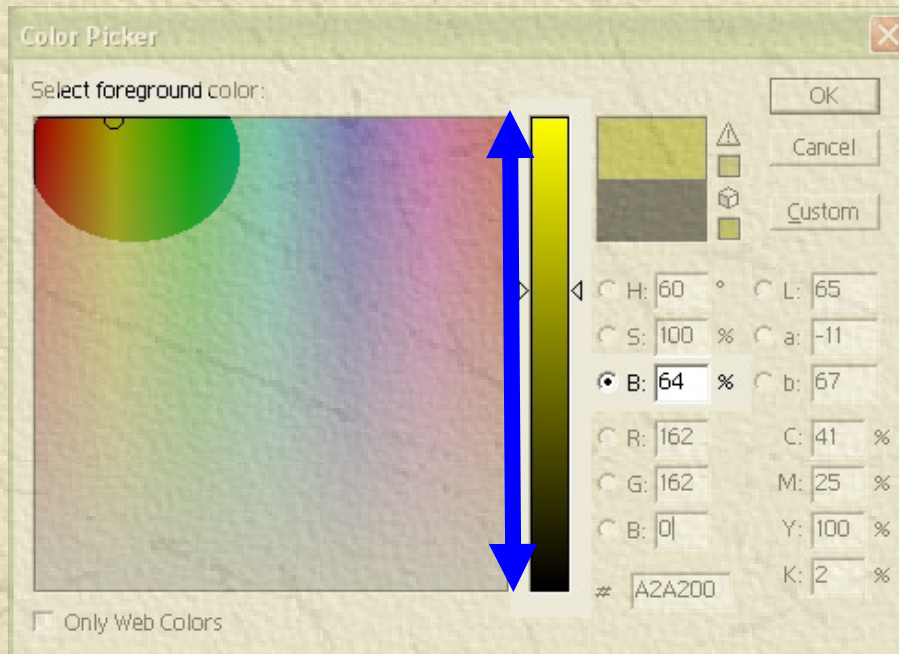 Color Picker
Select foreground color:
OK
Cancel
Custom
H: 60 ° L: 65
S: 100 % a: -11
B: 64 % b: 67
R: 162 C: 41 %
G: 162 M: 25 %
B: 0 Y: 100 %
# A2A200 K: 2 %
Only Web Colors